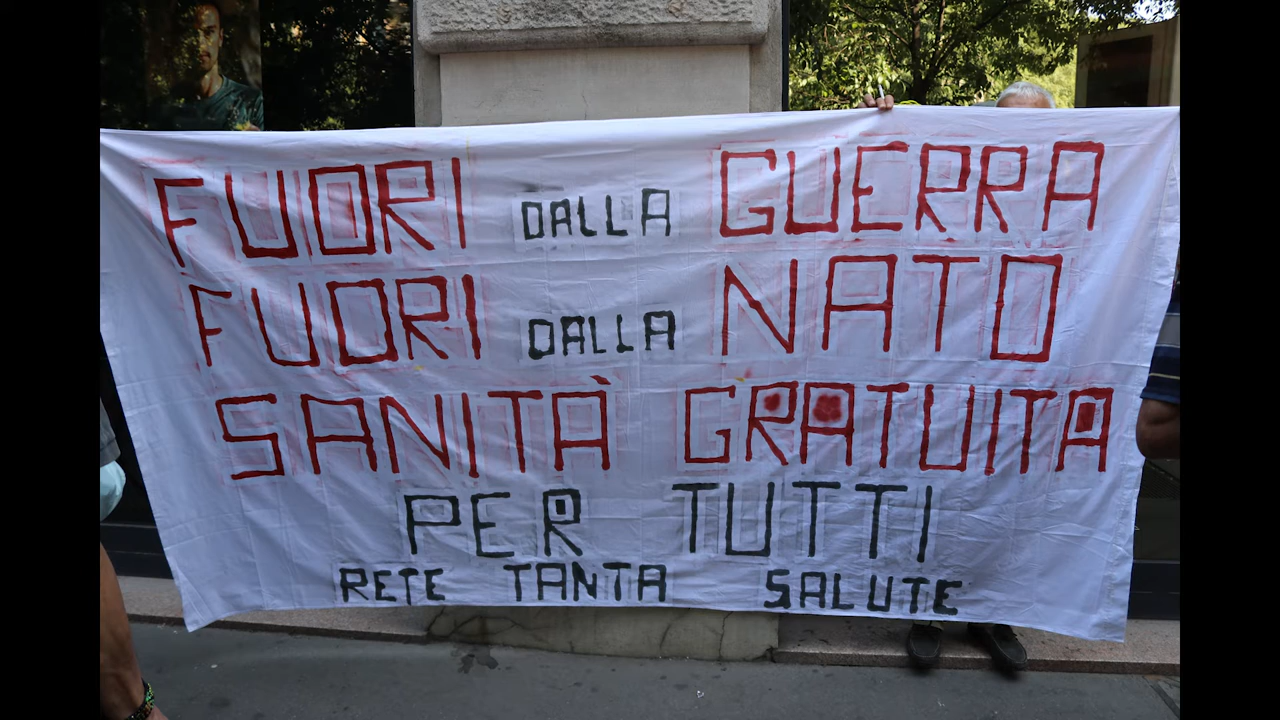 FUORI DALLA GUERRA
FUORI DALLA NATO
SANITÀ GRATUITA
PER TUTTI
RETE TANTA SALUTE